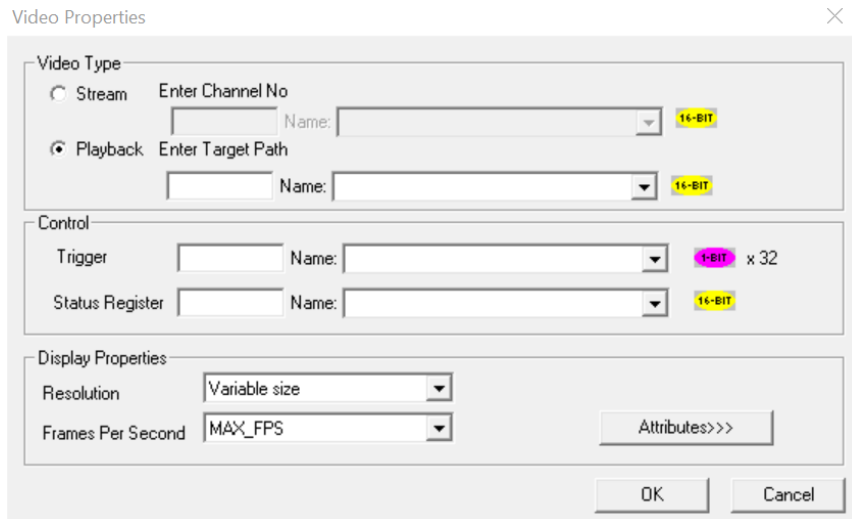 Video Properties
Video Type
Stream Enter Channel No
Name: 16-BIT
Playback Enter Target Path
Name: 16-BIT
Control
Trigger Name: 1-BIT x 32
Status Register Name: 16-BIT
Display Properties
Resolution Variable size
Frames Per Second MAX_FPS Attributes>>>
OK Cancel